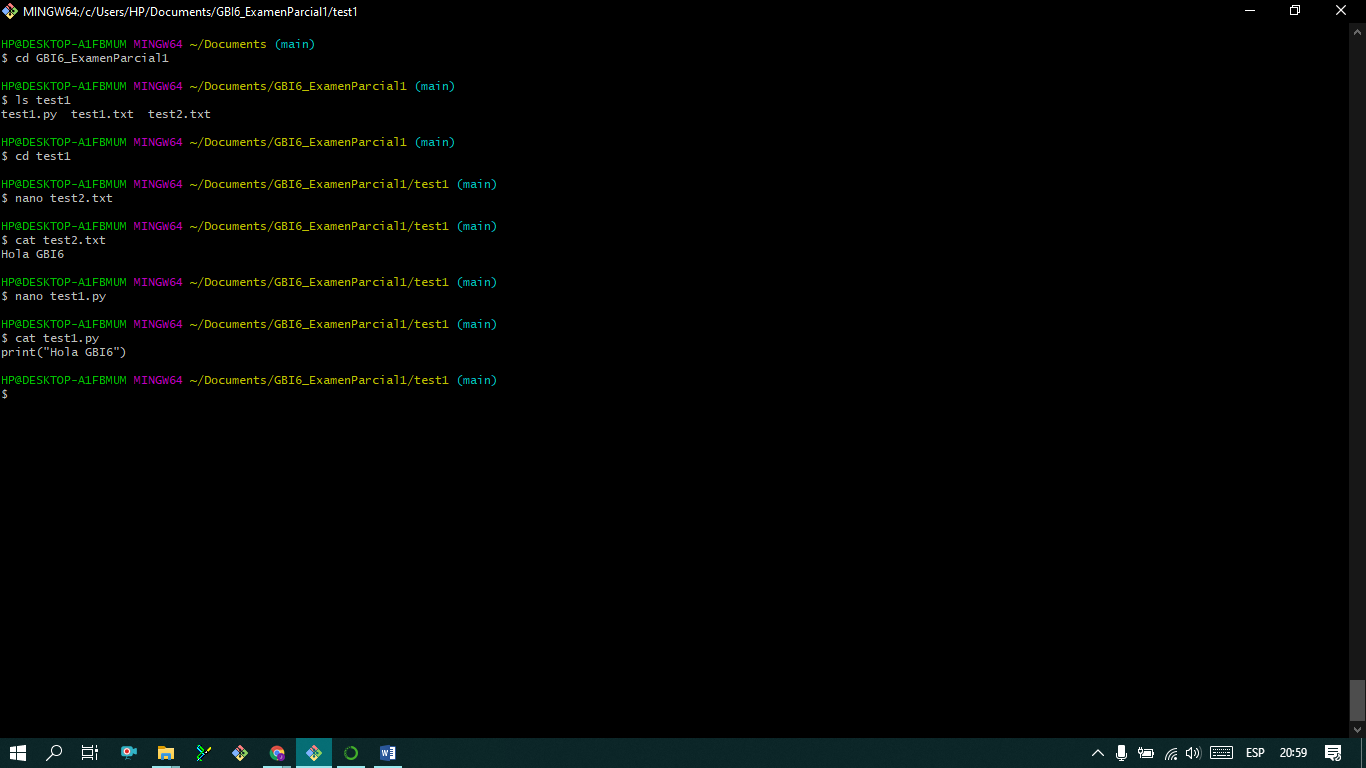 MINGW64:/c/Users/HP/Documents/GBI6_ExamenParcial1/test1
HP@DESKTOP-A1FBMUM MINGW64 ~/Documents (main)
$ cd GBI6_ExamenParcial1
HP@DESKTOP-A1FBMUM MINGW64 ~/Documents/GBI6_ExamenParcial1 (main)
$ ls test1
test1.py  test1.txt  test2.txt
HP@DESKTOP-A1FBMUM MINGW64 ~/Documents/GBI6_ExamenParcial1 (main)
$ cd test1
HP@DESKTOP-A1FBMUM MINGW64 ~/Documents/GBI6_ExamenParcial1/test1 (main)
$ nano test2.txt
HP@DESKTOP-A1FBMUM MINGW64 ~/Documents/GBI6_ExamenParcial1/test1 (main)
$ cat test2.txt
Hola GBI6
HP@DESKTOP-A1FBMUM MINGW64 ~/Documents/GBI6_ExamenParcial1/test1 (main)
$ nano test1.py
HP@DESKTOP-A1FBMUM MINGW64 ~/Documents/GBI6_ExamenParcial1/test1 (main)
$ cat test1.py
print("Hola GBI6")
HP@DESKTOP-A1FBMUM MINGW64 ~/Documents/GBI6_ExamenParcial1/test1 (main)
$
ESP 20:59